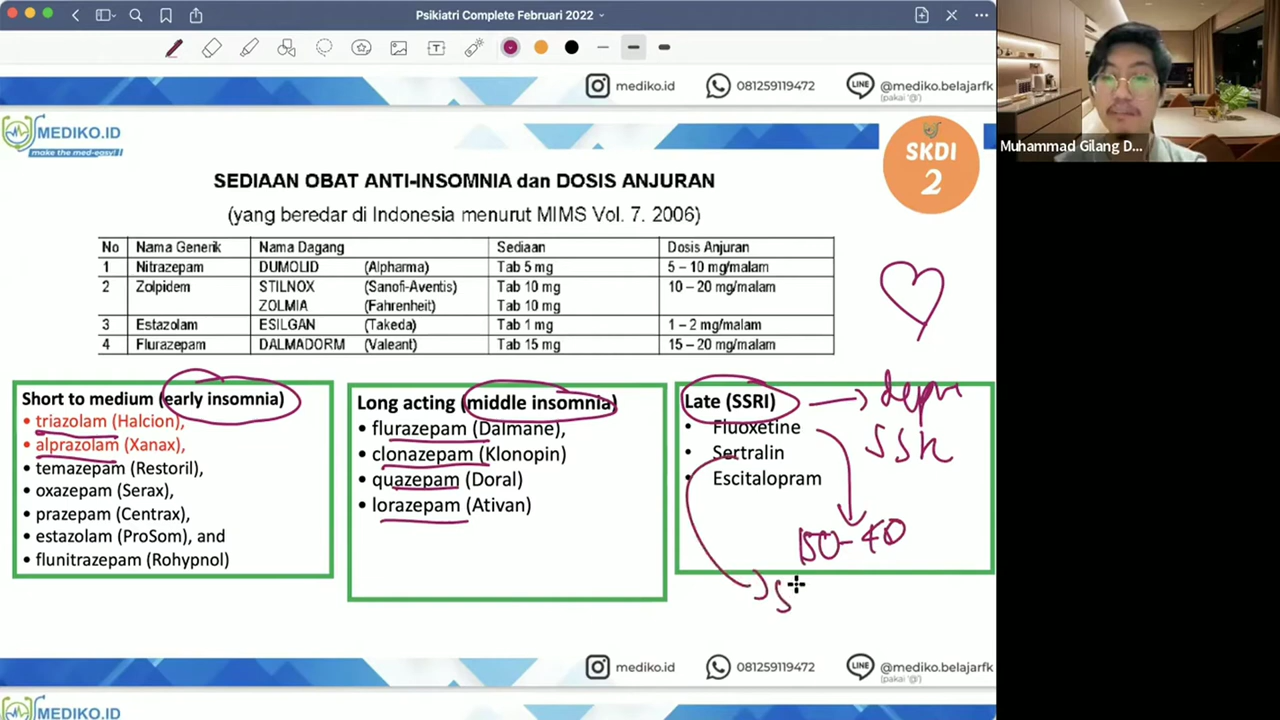 Psikiatri Complete Februari 2022
mediko.id 081259119472 @mediko.belajarfk
(pakai '@')
MEDIKO.ID
make the med-easy!
SKDI
2
Muhammad Gilang D...
SEDIAAN OBAT ANTI-INSOMNIA dan DOSIS ANJURAN
(yang beredar di Indonesia menurut MIMS Vol. 7. 2006)
No Nama Generik Nama Dagang Sediaan Dosis Anjuran
1 Nitrazepam DUMOLID (Alpharma) Tab 5 mg 5 – 10 mg/malam
2 Zolpidem STILNOX (Sanofi-Aventis) Tab 10 mg 10 – 20 mg/malam
ZOLMIA (Fahrenheit) Tab 10 mg
3 Estazolam ESILGAN (Takeda) Tab 1 mg 1 – 2 mg/malam
4 Flurazepam DALMADORM (Valeant) Tab 15 mg 15 – 20 mg/malam
Short to medium (early insomnia)
• triazolam (Halcion),
• alprazolam (Xanax),
• temazepam (Restoril),
• oxazepam (Serax),
• prazepam (Centrax),
• estazolam (ProSom), and
• flunitrazepam (Rohypnol)
Long acting (middle insomnia)
• flurazepam (Dalmane),
• clonazepam (Klonopin)
• quazepam (Doral)
• lorazepam (Ativan)
Late (SSRI)
• Fluoxetine
• Sertralin
• Escitalopram
mediko.id 081259119472 @mediko.belajarfk
(pakai '@')
MEDIKO.ID